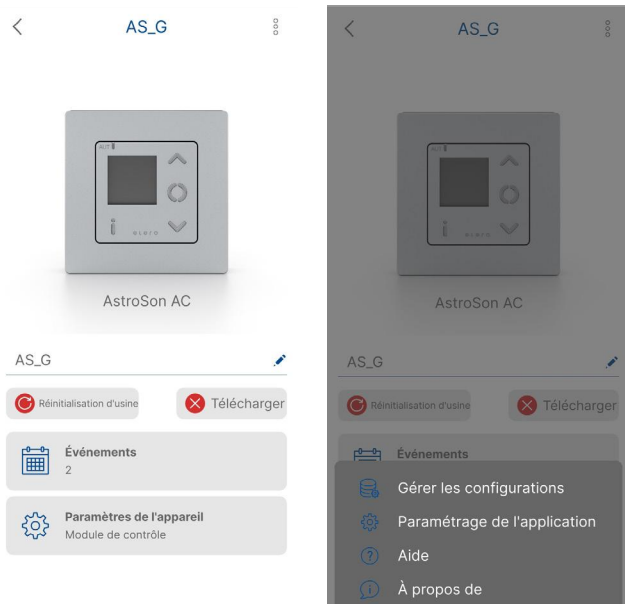 AS_G
AUT
elero
AstroSon AC
AS_G
Réinitialisation d'usine
Télécharger
Événements
2
Paramètres de l'appareil
Module de contrôle
AS_G
AUT
elero
AstroSon AC
AS_G
Réinitialisation d'usine
Télécharger
Événements
Gérer les configurations
Paramétrage de l'application
Aide
À propos de